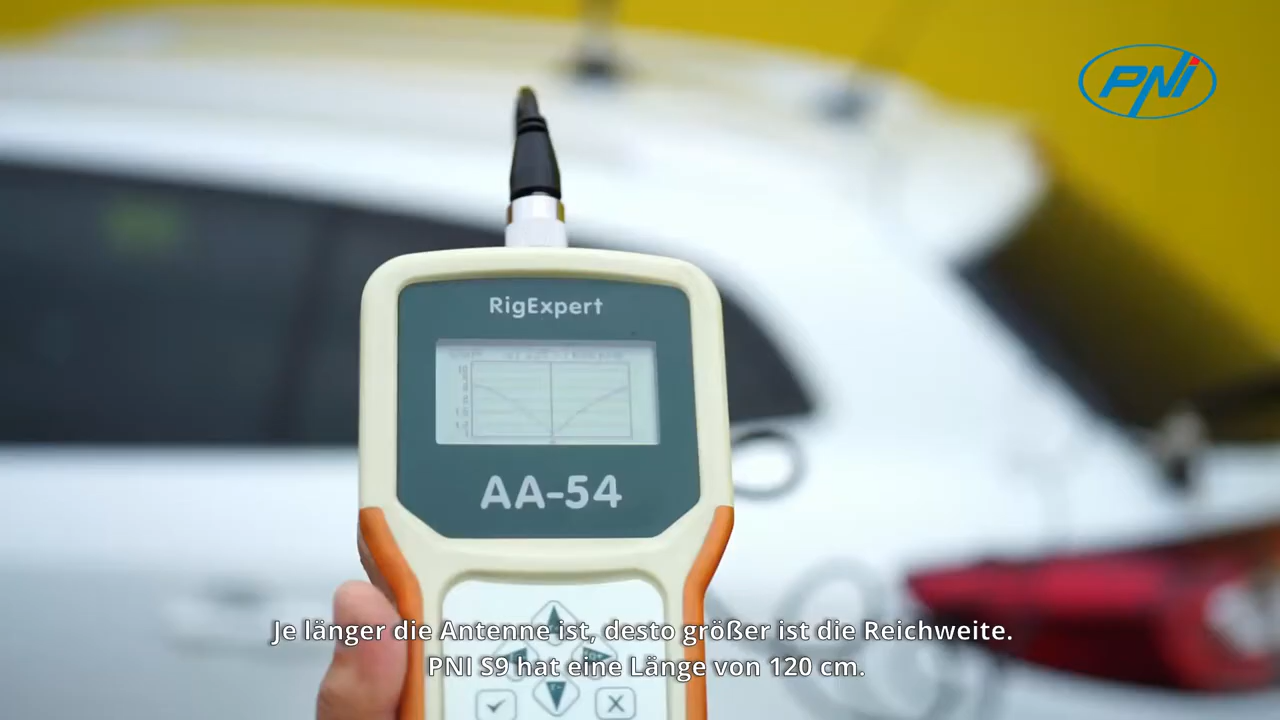 PNI
RigExpert
AA-54
Je länger die Antenne ist, desto größer ist die Reichweite.
PNI S9 hat eine Länge von 120 cm.